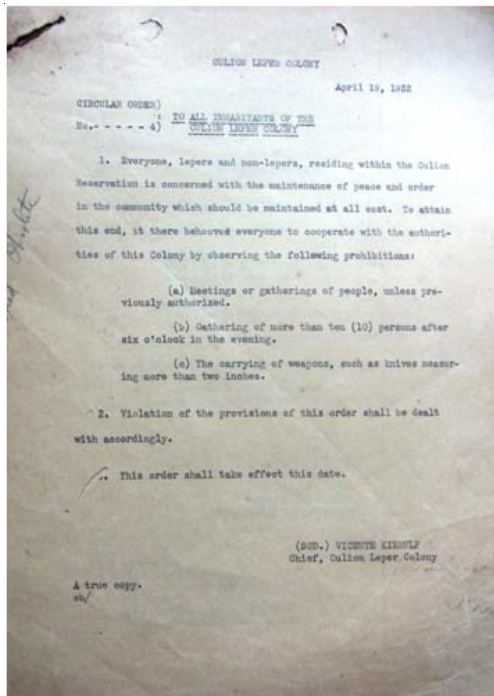 CULION LEPER COLONY
April 19, 1932
CIRCULAR ORDER)
: TO ALL INHABITANTS OF THE
No.- - - - - 4) CULION LEPER COLONY
1. Everyone, lepers and non-lepers, residing within the Culion
Reservation is concerned with the maintenance of peace and order
in the community which should be maintained at all cost. To attain
this end, it there behooves everyone to cooperate with the authori-
ties of this Colony by observing the following prohibitions:
(a) Meetings or gatherings of people, unless pre-
viously authorized.
(b) Gathering of more than ten (10) persons after
six o'clock in the evening.
(c) The carrying of weapons, such as knives measur-
ing more than two inches.
2. Violation of the provisions of this order shall be dealt
with accordingly.
This order shall take effect this date.
(SGD.) VICENTE KIERULF
Chief, Culion Leper Colony
A true copy.